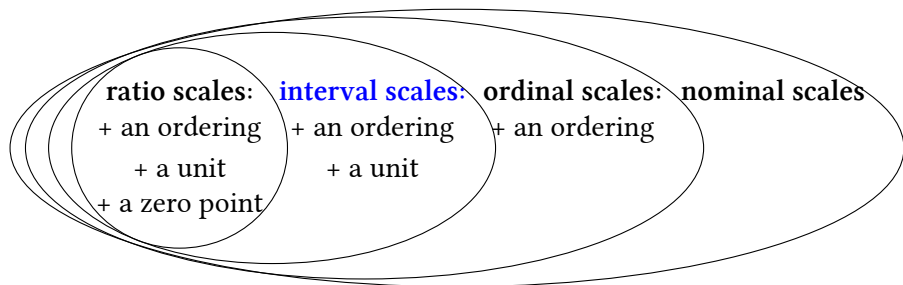 ratio scales: interval scales: ordinal scales: nominal scales
+ an ordering + an ordering + an ordering
+ a unit + a unit
+ a zero point